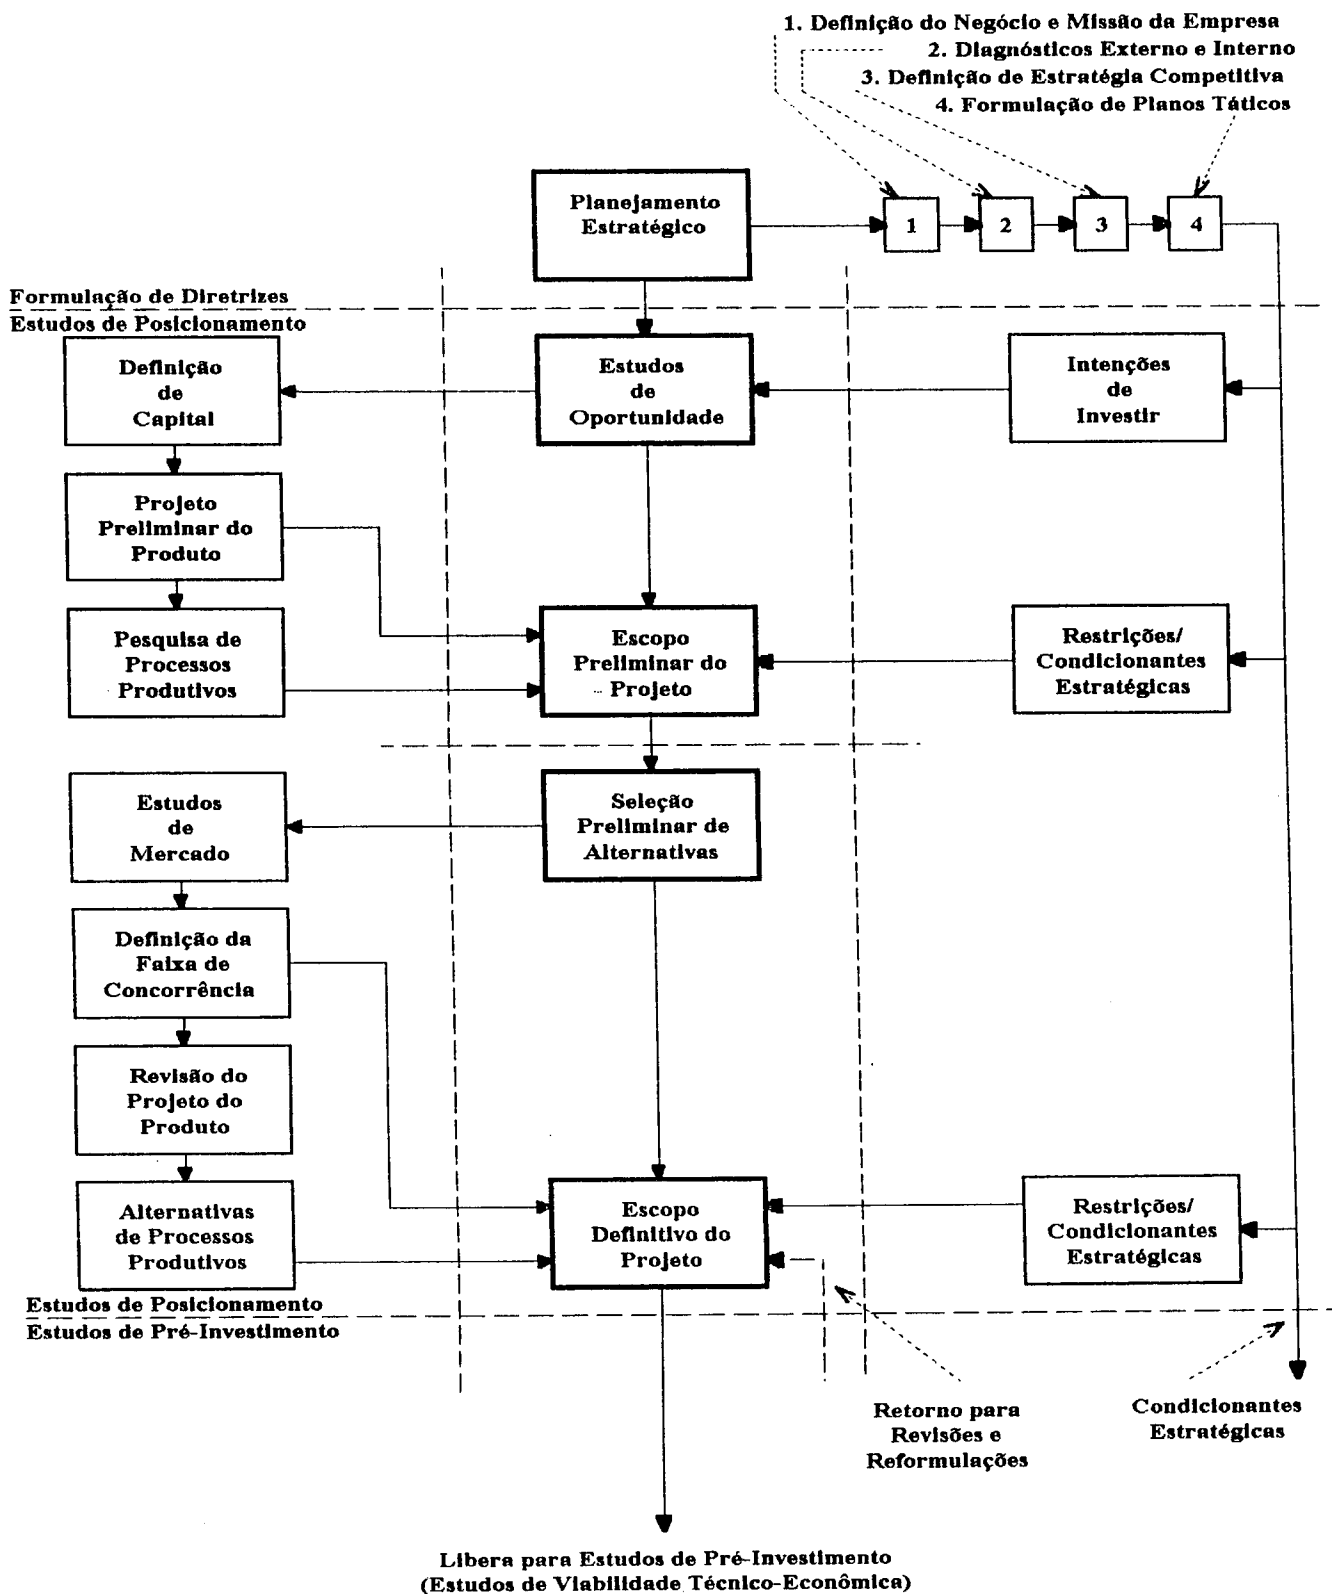 1. Definição do Negócio e Missão da Empresa
2. Diagnósticos Externo e Interno
3. Definição de Estratégia Competitiva
4. Formulação de Planos Táticos
Planejamento
Estratégico
1
2
3
4
Formulação de Diretrizes
Estudos de Posicionamento
Definição
de
Capital
Estudos
de
Oportunidade
Intenções
de
Investir
Projeto
Preliminar do
Produto
Pesquisa de
Processos
Produtivos
Escopo
Preliminar do
Projeto
Restrições/
Condicionantes
Estratégicas
Estudos
de
Mercado
Seleção
Preliminar de
Alternativas
Definição da
Faixa de
Concorrência
Revisão do
Projeto do
Produto
Alternativas
de Processos
Produtivos
Escopo
Definitivo do
Projeto
Restrições/
Condicionantes
Estratégicas
Estudos de Posicionamento
Estudos de Pré-Investimento
Retorno para
Revisões e
Reformulações
Condicionantes
Estratégicas
Libera para Estudos de Pré-Investimento
(Estudos de Viabilidade Técnico-Econômica)